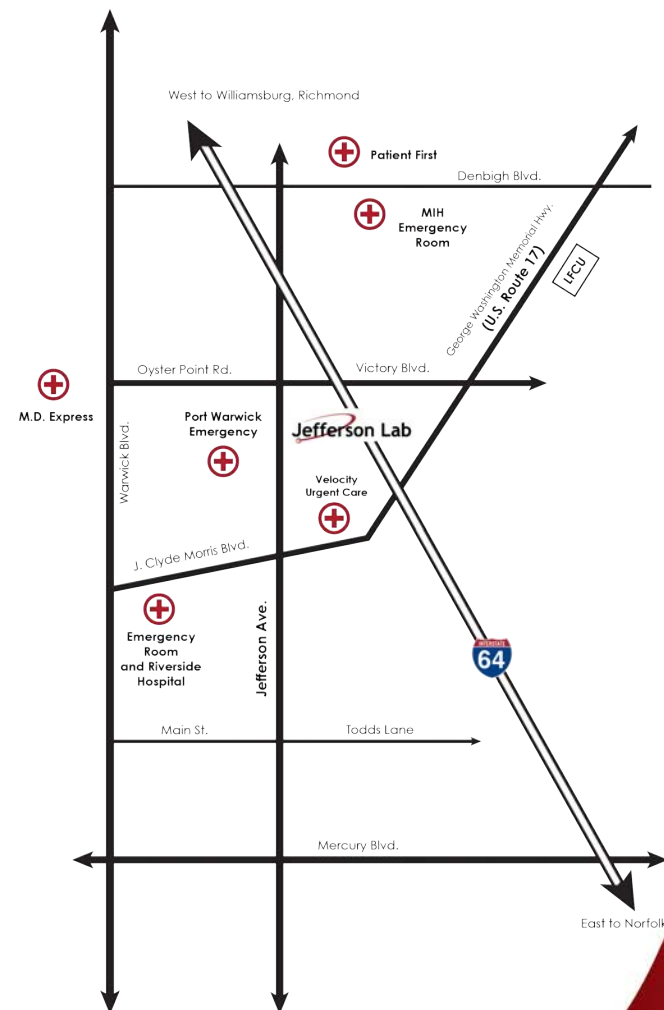 West to Williamsburg, Richmond
Patient First
Denbigh Blvd.
MIH
Emergency
Room
George Washington Memorial Hwy.
(U.S. Route 17)
LFCU
Oyster Point Rd.
Victory Blvd.
M.D. Express
Port Warwick
Emergency
Jefferson Lab
Warwick Blvd.
Velocity
Urgent Care
J. Clyde Morris Blvd.
Emergency
Room
and Riverside
Hospital
Jefferson Ave.
INTERSTATE
64
Main St.
Todds Lane
Mercury Blvd.
East to Norfolk